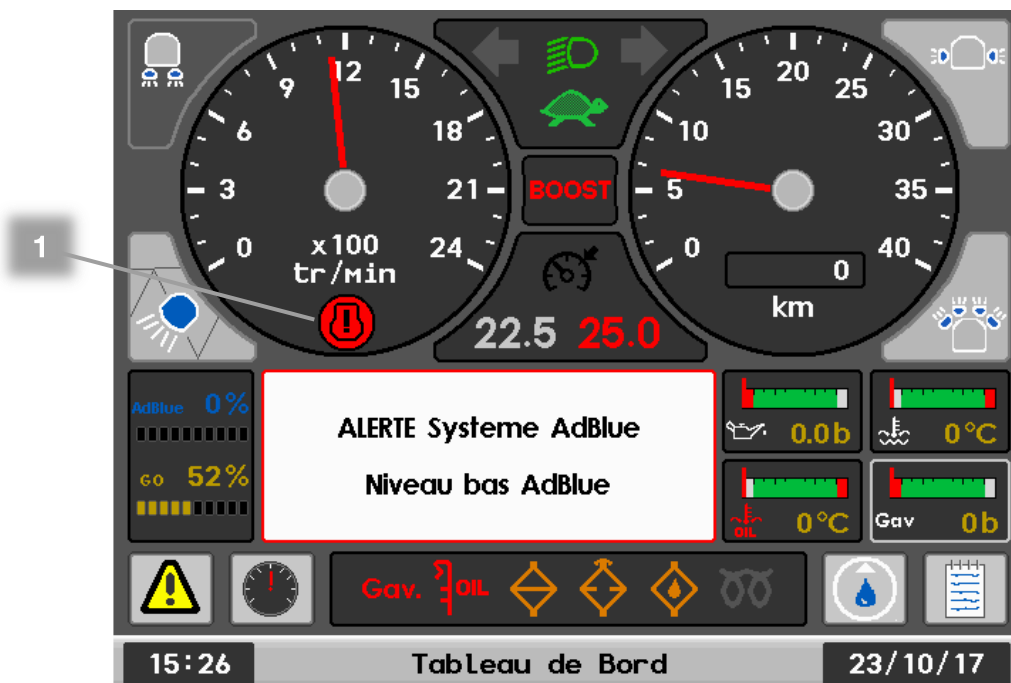 9 12 15
6 18
3 21
0 24
x100
tr/мin
1
BOOST
22.5 25.0
15 20 25
10 30
5 35
0 40
0
km
AdBlue 0%
GO 52%
ALERTE Systeme AdBlue
Niveau bas AdBlue
0.0b
0°C
OIL 0°C
Gav 0b
Gav. OIL
15:26 Tableau de Bord 23/10/17